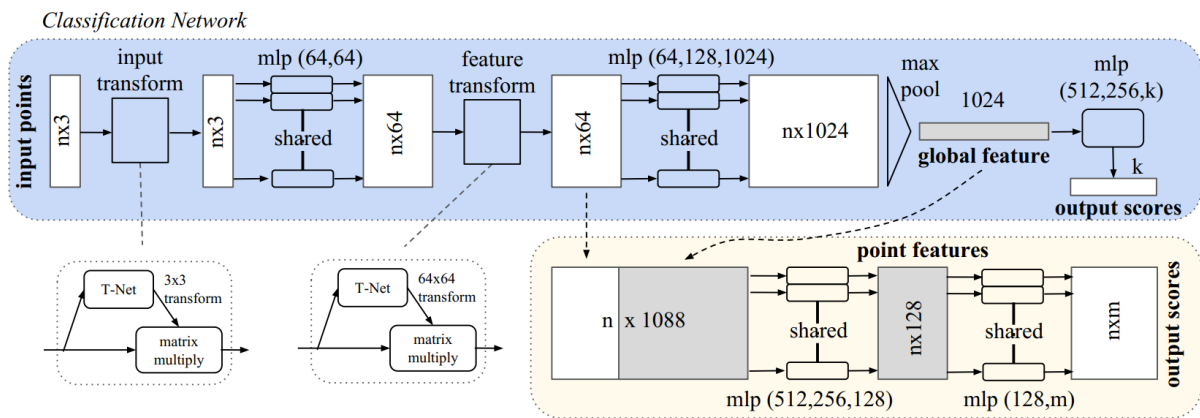 Classification Network
input points
nx3
input
transform
nx3
mlp (64,64)
shared
nx64
feature
transform
nx64
mlp (64,128,1024)
shared
nx1024
max
pool
1024
global feature
mlp
(512,256,k)
k
output scores
T-Net
3x3
transform
matrix
multiply
T-Net
64x64
transform
matrix
multiply
point features
n x 1088
shared
mlp (512,256,128)
nx128
shared
mlp (128,m)
nxm
output scores